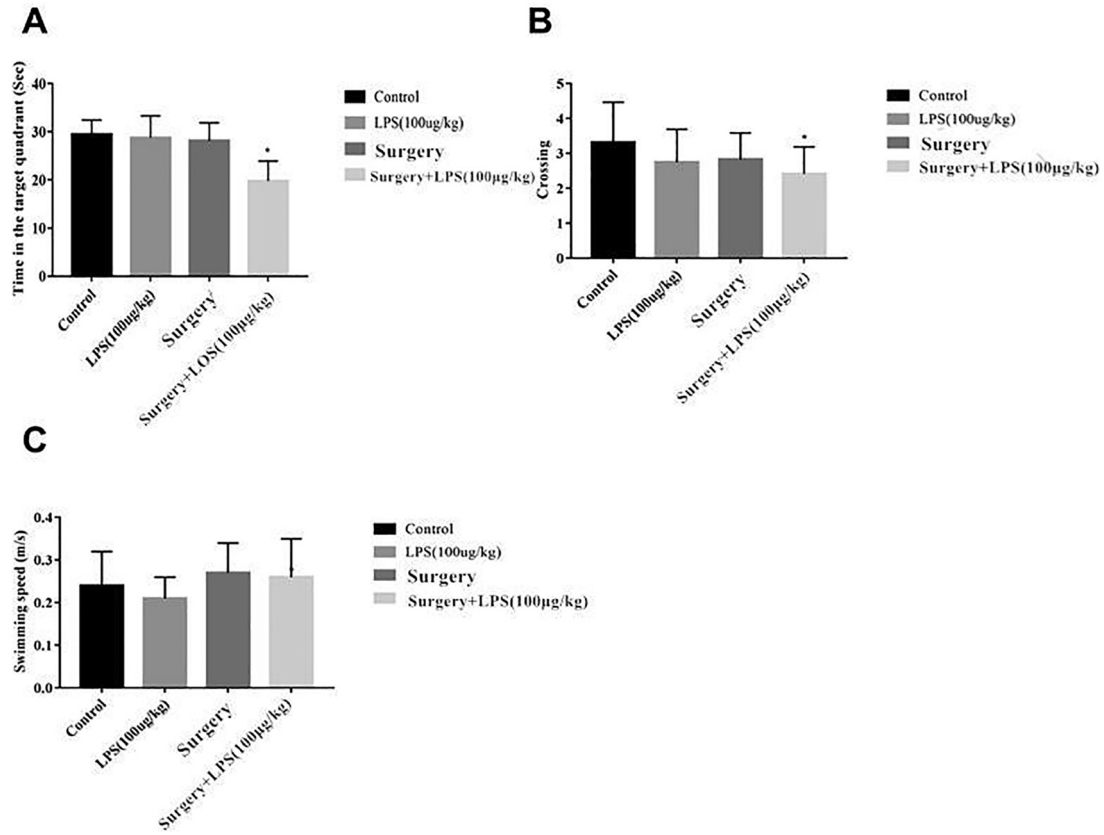 A
Time in the target quadrant (Sec)
40
30
20
10
0
*
Control
LPS(100ug/kg)
Surgery
Surgery+LOS(100µg/kg)
Control
LPS(100ug/kg)
Surgery
Surgery+LPS(100µg/kg)
B
Crossing
5
4
3
2
1
0
*
Control
LPS(100ug/kg)
Surgery
Surgery+LPS(100µg/kg)
Control
LPS(100ug/kg)
Surgery
Surgery+LPS(100µg/kg)
C
Swimming speed (m/s)
0.4
0.3
0.2
0.1
0.0
*
Control
LPS(100ug/kg)
Surgery
Surgery+LPS(100µg/kg)
Control
LPS(100ug/kg)
Surgery
Surgery+LPS(100µg/kg)